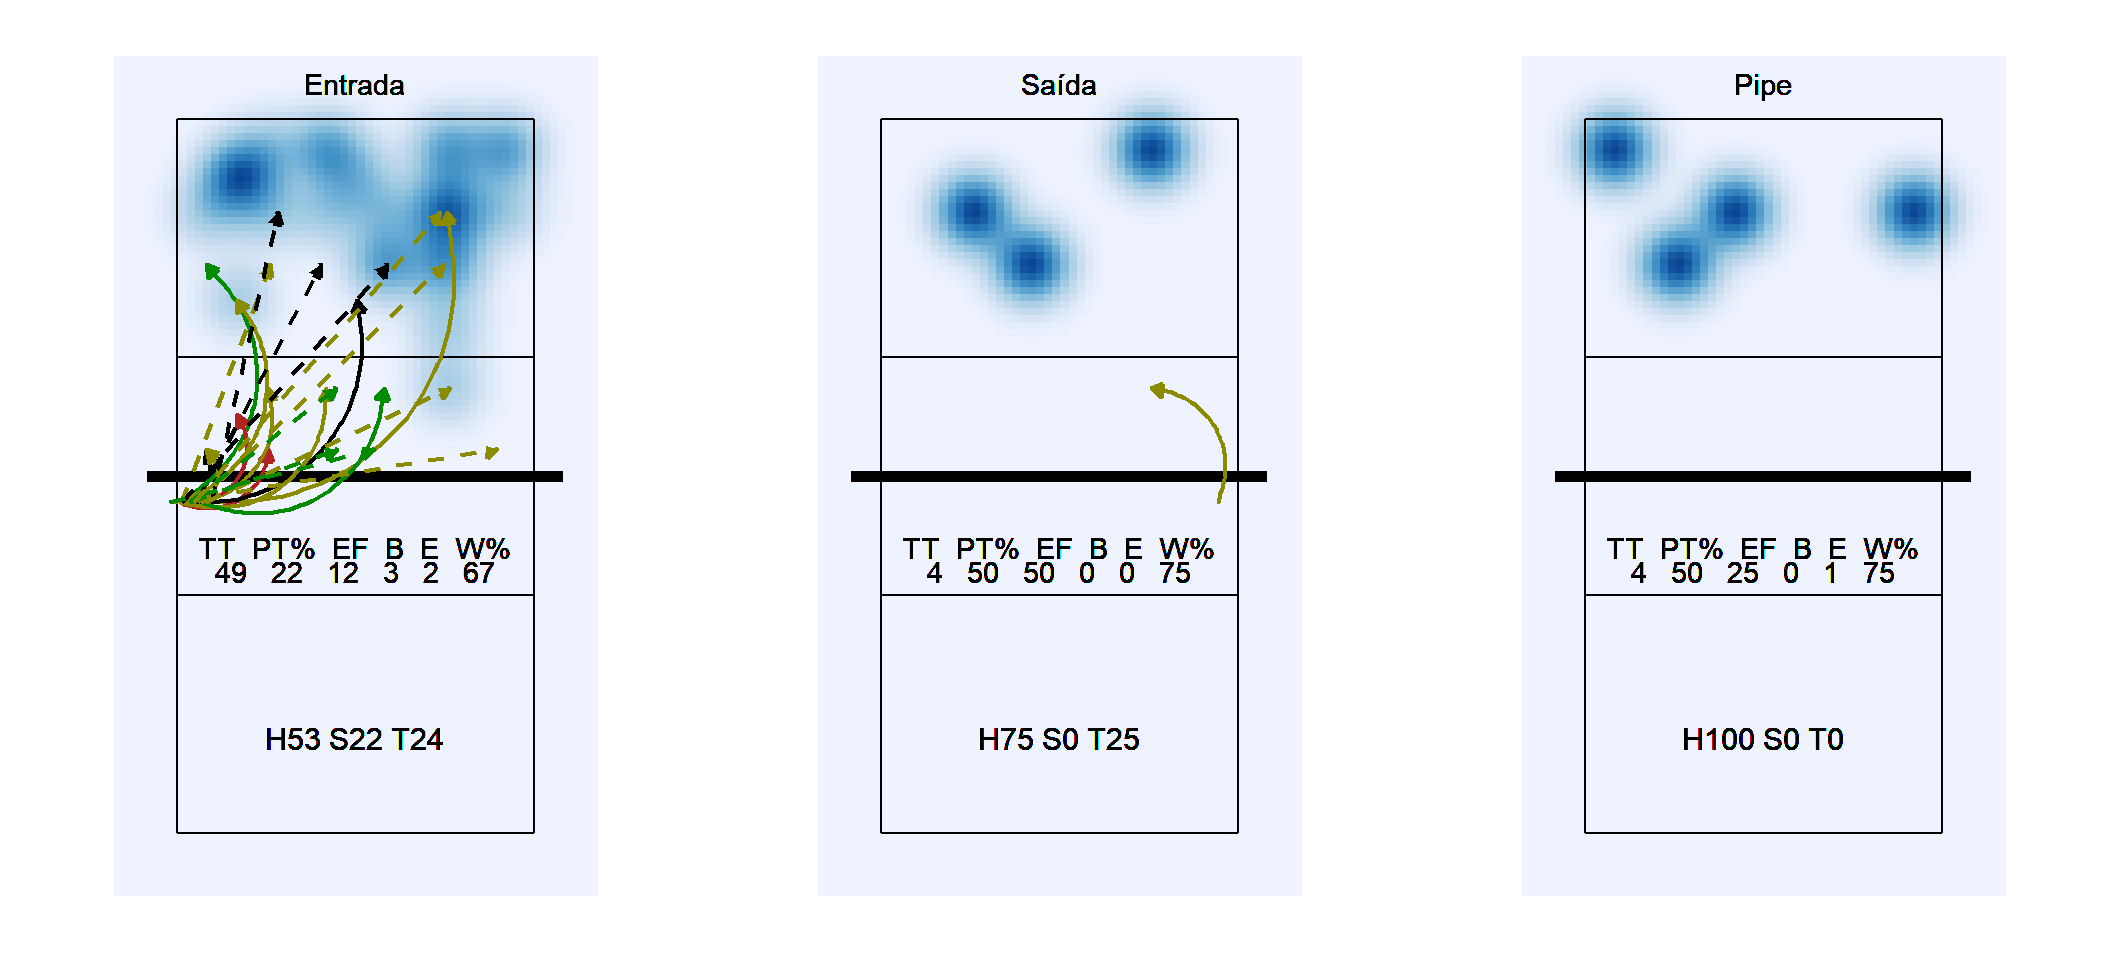 Entrada
TT PT% EF B E W%
49 22 12 3 2 67
H53 S22 T24
Saída
TT PT% EF B E W%
4 50 50 0 0 75
H75 S0 T25
Pipe
TT PT% EF B E W%
4 50 25 0 1 75
H100 S0 T0